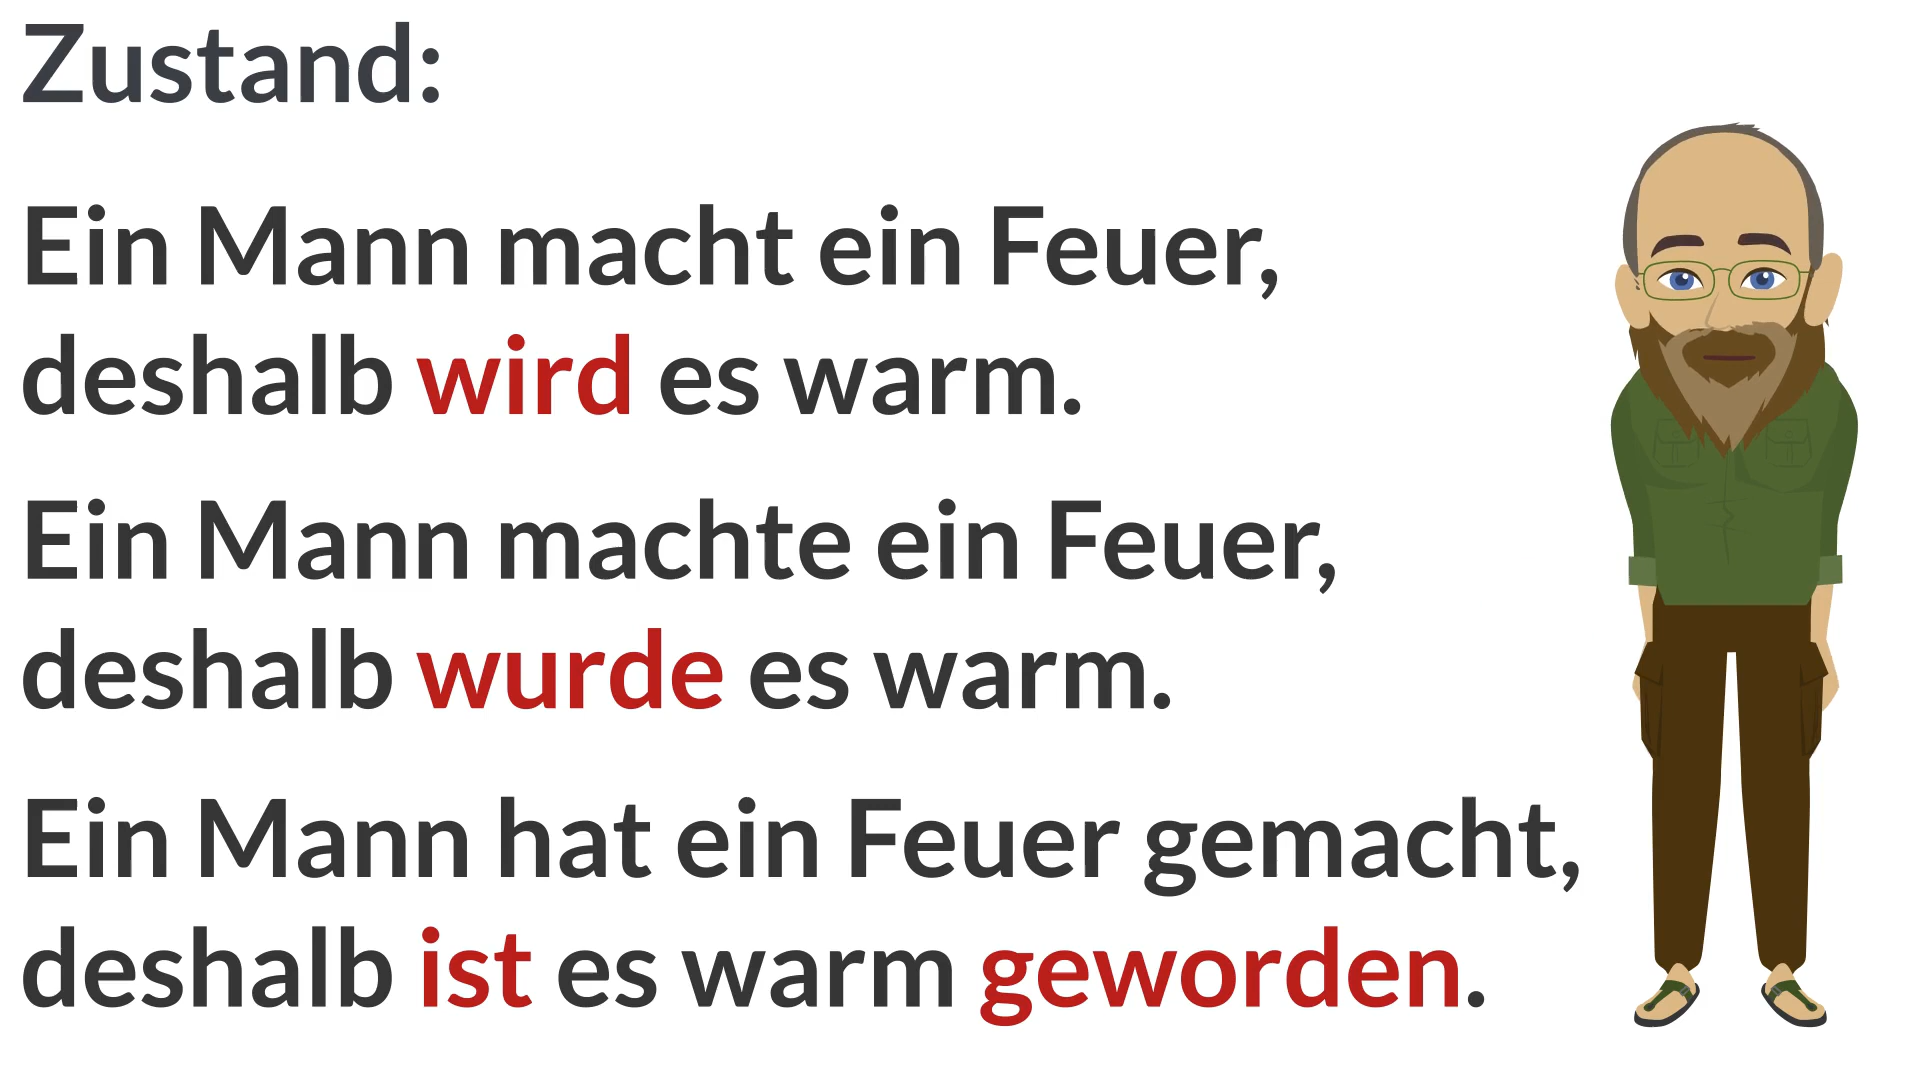 Zustand:
Ein Mann macht ein Feuer,
deshalb wird es warm.
Ein Mann machte ein Feuer,
deshalb wurde es warm.
Ein Mann hat ein Feuer gemacht,
deshalb ist es warm geworden.